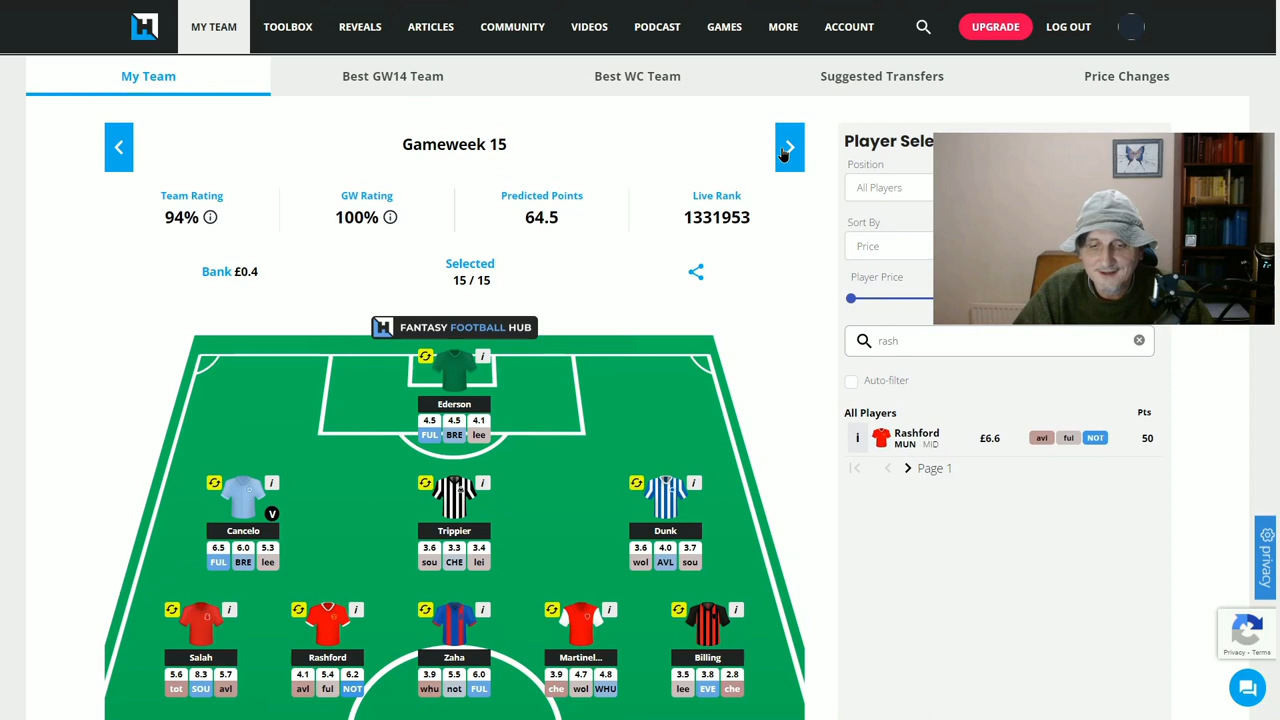 MY TEAM
TOOLBOX
REVEALS
ARTICLES
COMMUNITY
VIDEOS
PODCAST
GAMES
MORE
ACCOUNT
UPGRADE
LOG OUT
My Team
Best GW14 Team
Best WC Team
Suggested Transfers
Price Changes
Gameweek 15
Team Rating
GW Rating
Predicted Points
Live Rank
94%
100%
64.5
1331953
Bank £0.4
Selected
15 / 15
FANTASY FOOTBALL HUB
Ederson
4.5 4.5 4.1
FUL BRE lee
Cancelo
6.5 6.0 5.3
FUL BRE lee
V
Trippier
3.6 3.3 3.4
sou CHE lei
Dunk
3.6 4.0 3.7
wol AVL sou
Salah
5.6 8.3 5.7
tot SOU avl
Rashford
4.1 5.4 6.2
avl ful NOT
Zaha
3.9 5.5 6.0
whu not FUL
Martinel...
3.9 4.7 4.8
che wol WHU
Billing
3.5 3.8 2.8
lee EVE che
Player Sele
Position
All Players
Sort By
Price
Player Price
rash
Auto-filter
All Players
Pts
Rashford
MUN MID
£6.6
avl ful NOT
50
Page 1
privacy
Privacy - Terms